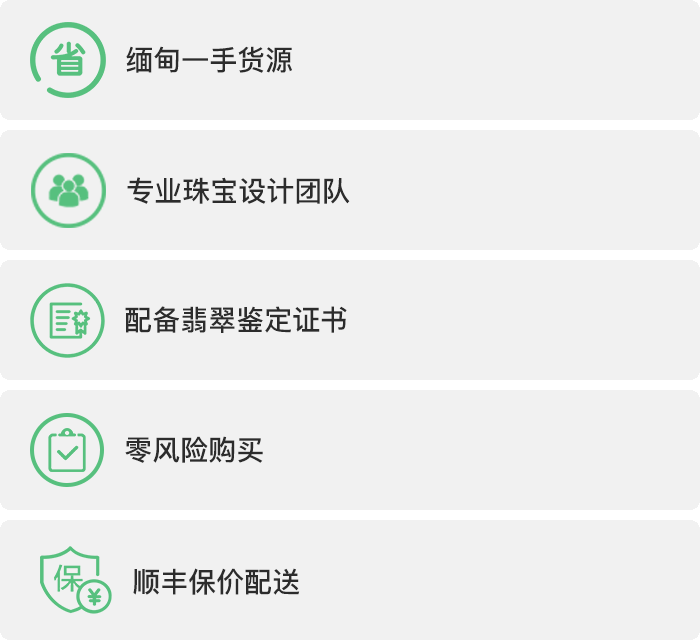 省 缅甸一手货源
专业珠宝设计团队
配备翡翠鉴定证书
零风险购买
保 ¥ 顺丰保价配送